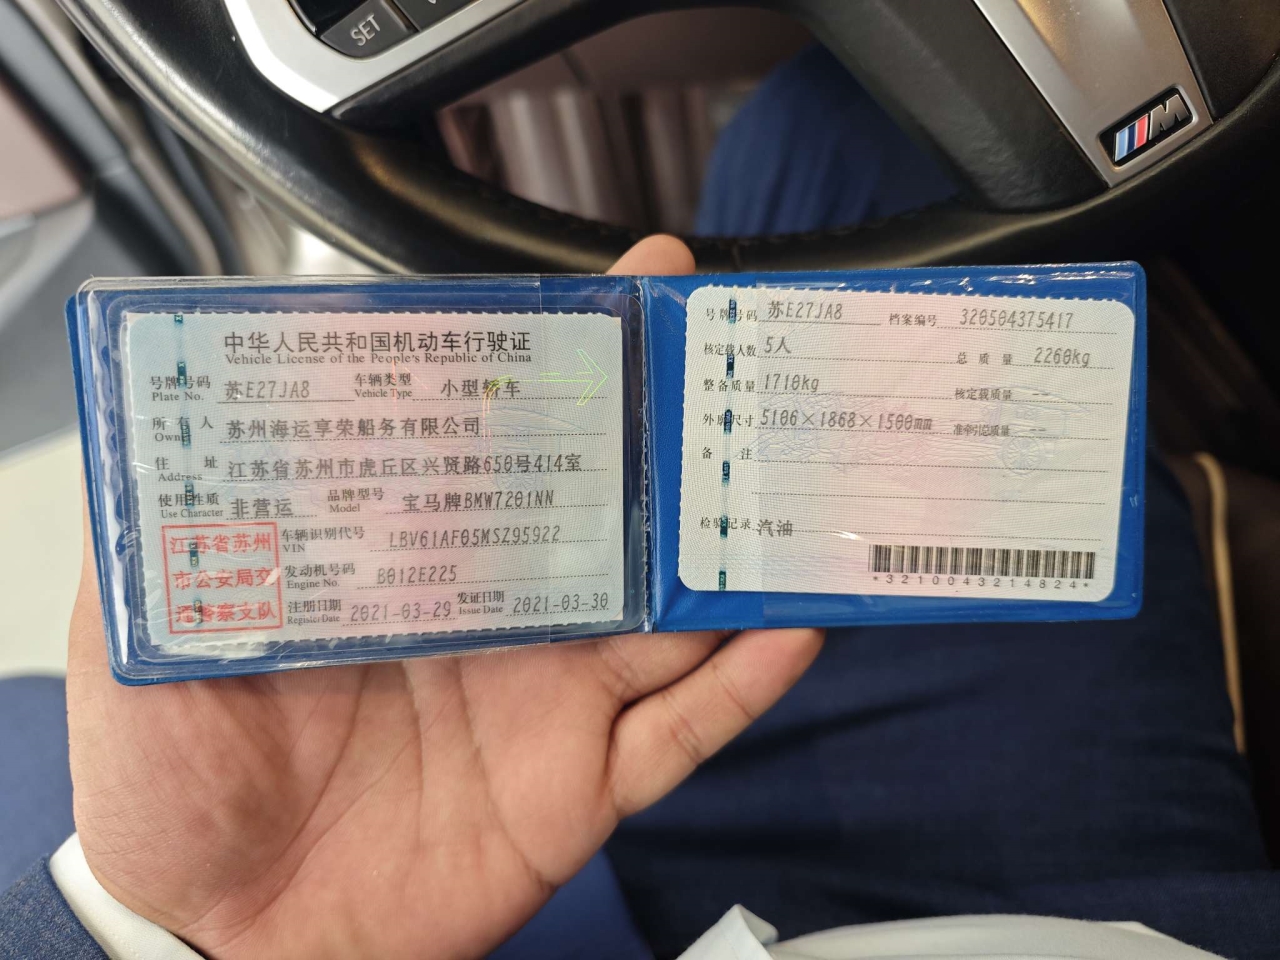 SET
M
中华人民共和国机动车行驶证
Vehicle License of the People's Republic of China
号牌号码 苏E27JA8 车辆类型 小型轿车
Plate No. Vehicle Type
所有人 苏州海运享荣船务有限公司
Owner
住址 江苏省苏州市虎丘区兴贤路650号414室
Address
使用性质 非营运 品牌型号 宝马牌BMW7201NN
Use Character Model
江苏省苏州
市公安局交
通警察支队
车辆识别代号 LBV61AF05MSZ95922
VIN
发动机号码 B012E225
Engine No.
注册日期 2021-03-29 发证日期 2021-03-30
Register Date Issue Date
号牌号码 苏E27JA8 档案编号 320504375417
核定载人数 5人 总质量 2260kg
整备质量 1710kg 核定载质量 --
外廓尺寸 5106×1868×1500mm 准牵引总质量 --
备注
检验记录 汽油
*3210043214824*